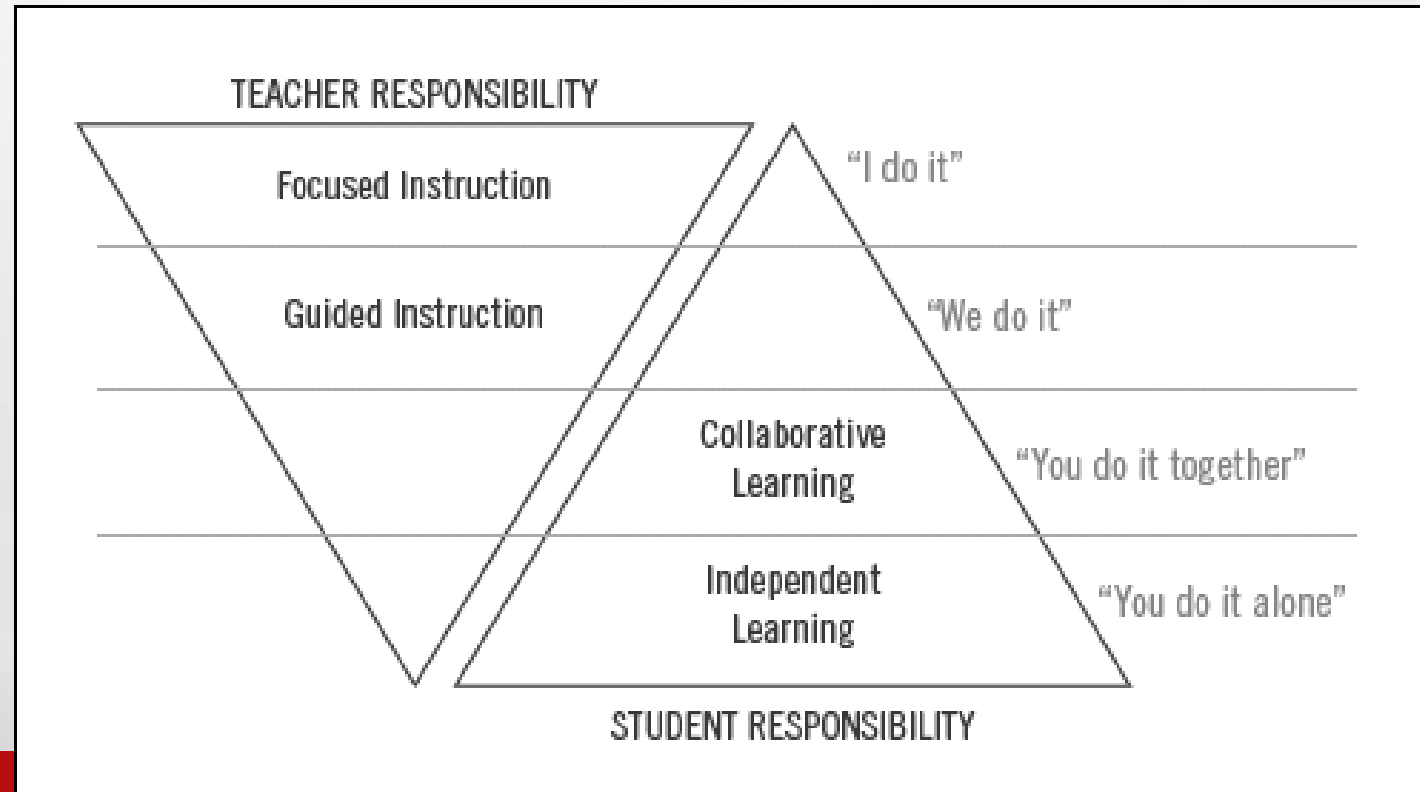 TEACHER RESPONSIBILITY
Focused Instruction
“I do it”
Guided Instruction
“We do it”
Collaborative
Learning
“You do it together”
Independent
Learning
“You do it alone”
STUDENT RESPONSIBILITY